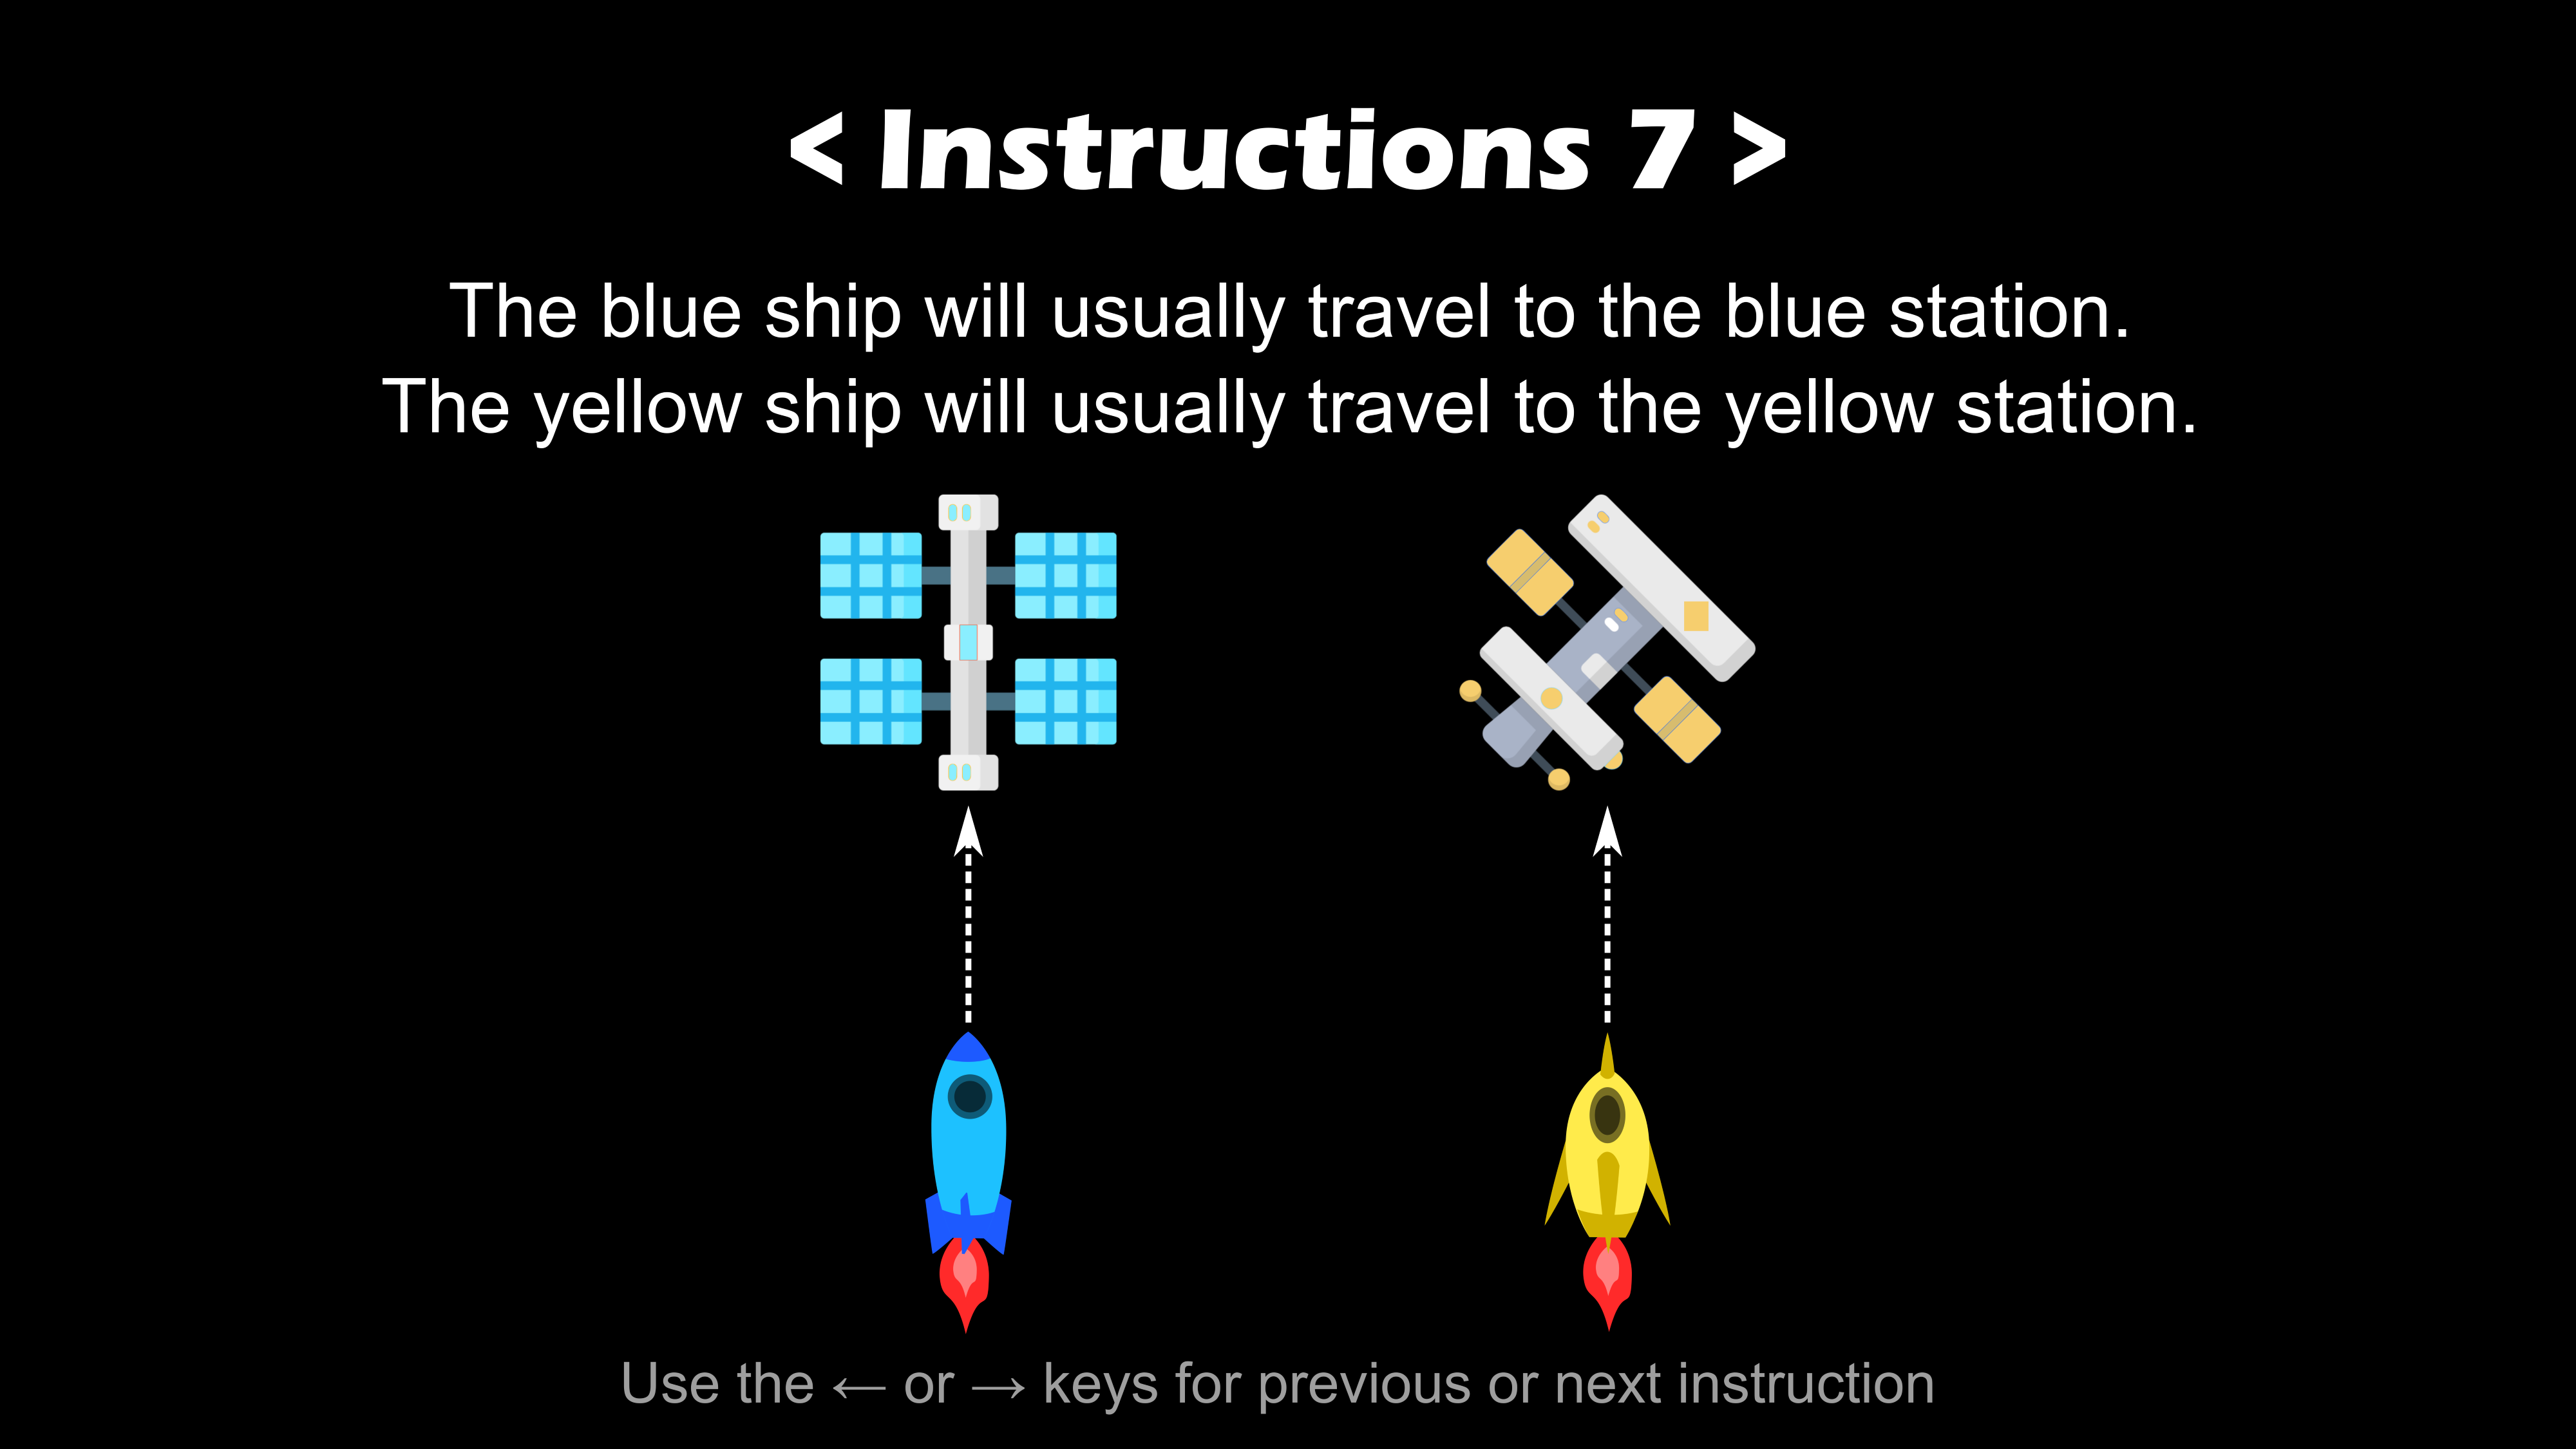 < Instructions 7 >
The blue ship will usually travel to the blue station.
The yellow ship will usually travel to the yellow station.
Use the ← or → keys for previous or next instruction